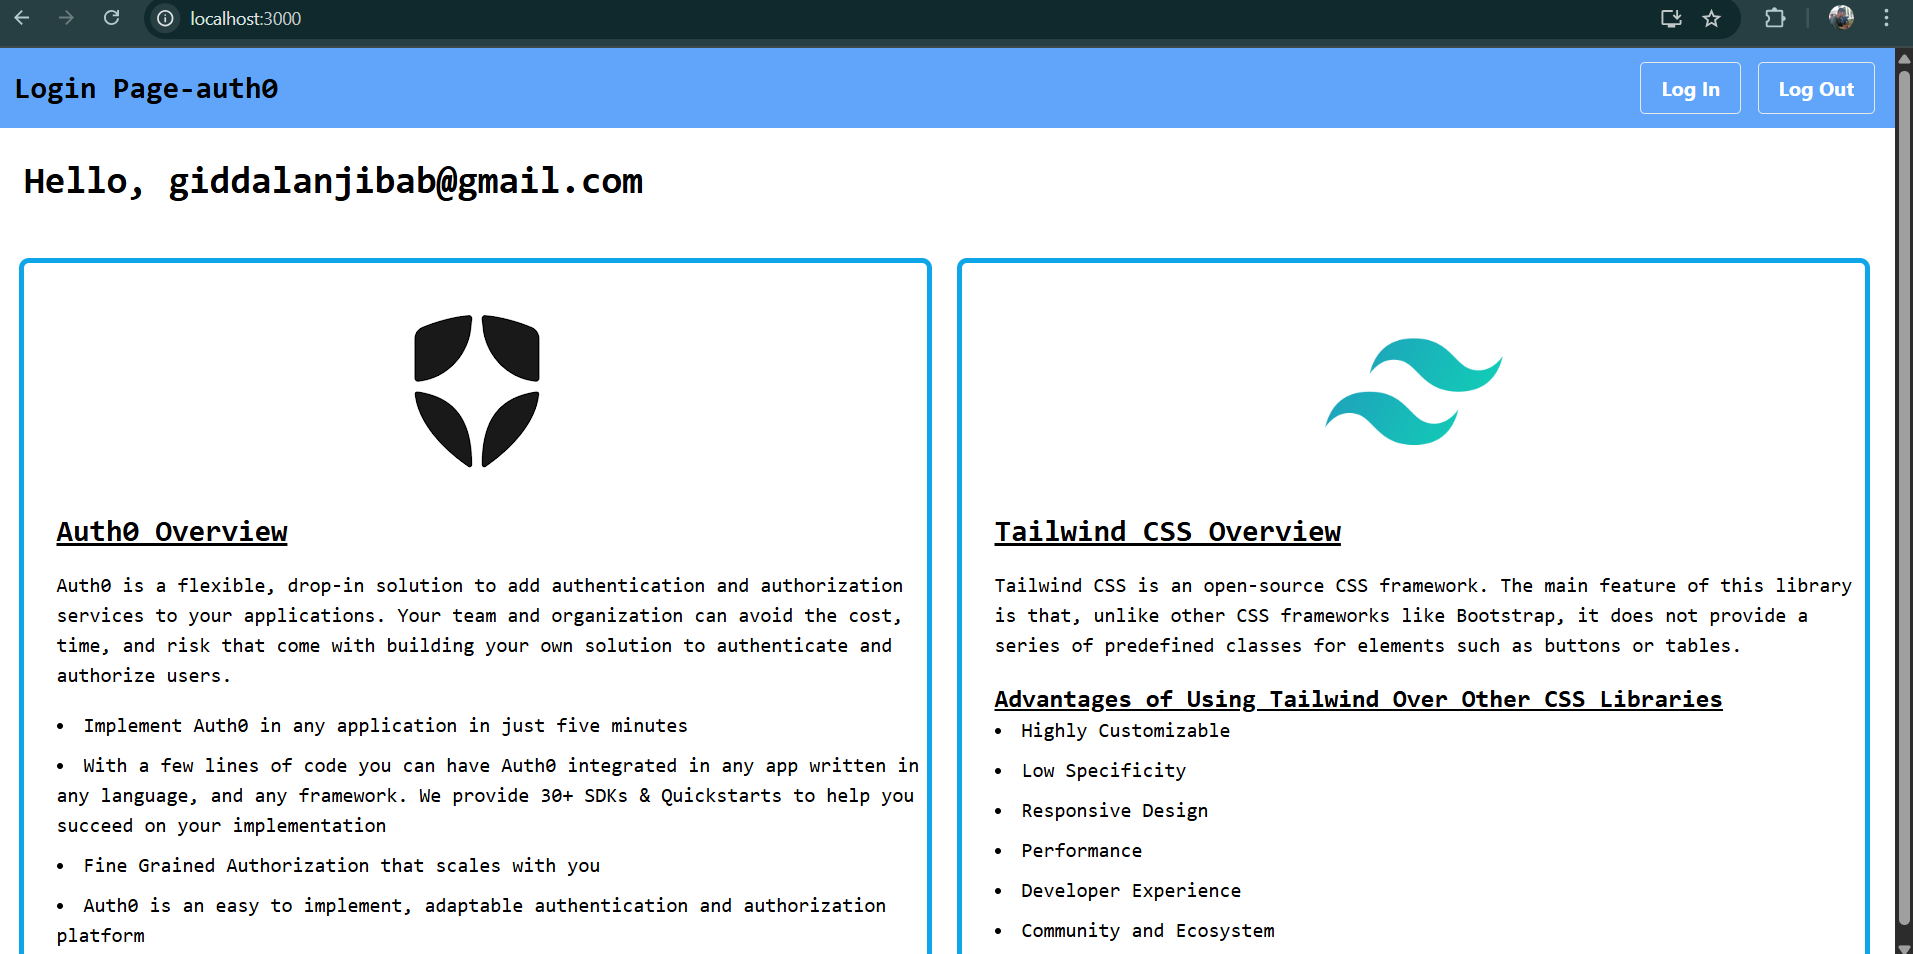 localhost:3000
Login Page-auth0
Log In
Log Out
Hello, giddalanjibab@gmail.com
Auth0 Overview
Auth0 is a flexible, drop-in solution to add authentication and authorization
services to your applications. Your team and organization can avoid the cost,
time, and risk that come with building your own solution to authenticate and
authorize users.
• Implement Auth0 in any application in just five minutes
• With a few lines of code you can have Auth0 integrated in any app written in
any language, and any framework. We provide 30+ SDKs & Quickstarts to help you
succeed on your implementation
• Fine Grained Authorization that scales with you
• Auth0 is an easy to implement, adaptable authentication and authorization
platform
Tailwind CSS Overview
Tailwind CSS is an open-source CSS framework. The main feature of this library
is that, unlike other CSS frameworks like Bootstrap, it does not provide a
series of predefined classes for elements such as buttons or tables.
Advantages of Using Tailwind Over Other CSS Libraries
• Highly Customizable
• Low Specificity
• Responsive Design
• Performance
• Developer Experience
• Community and Ecosystem